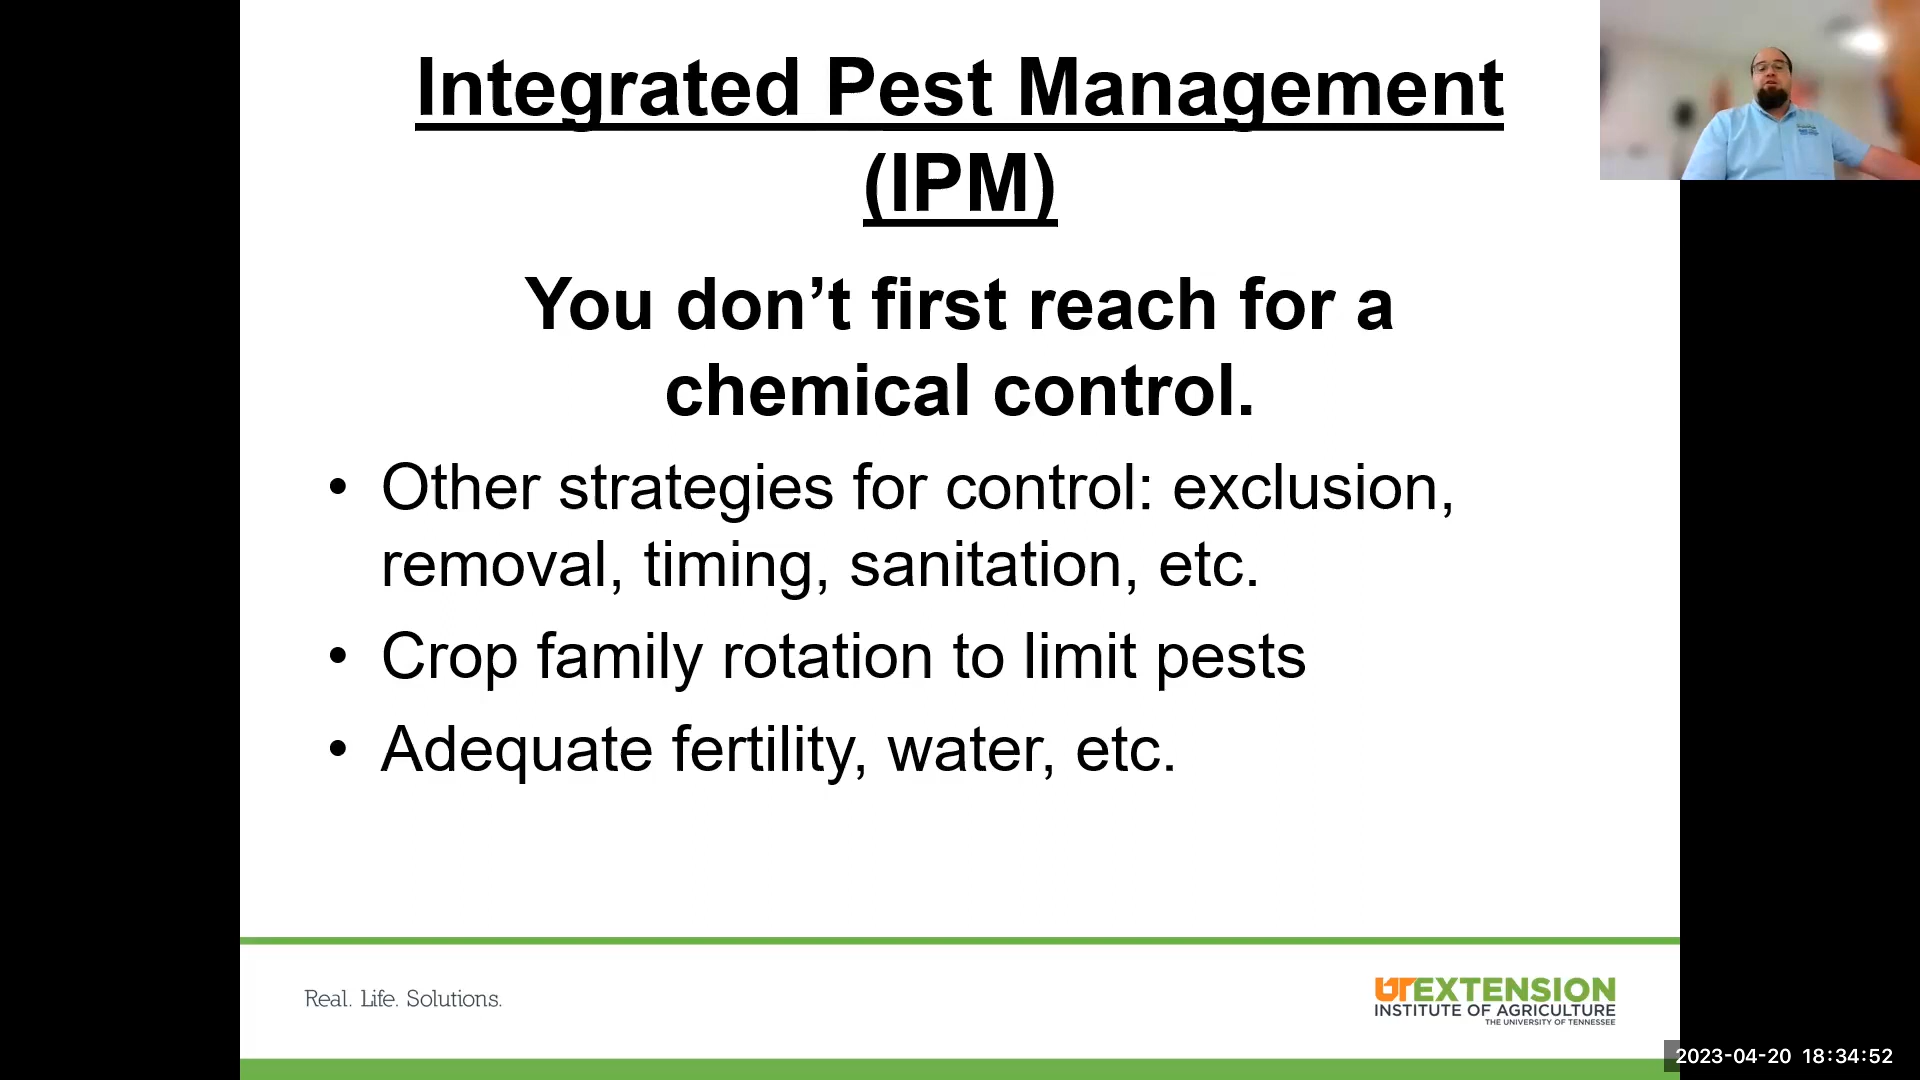 Integrated Pest Management
(IPM)
You don’t first reach for a
chemical control.
• Other strategies for control: exclusion,
removal, timing, sanitation, etc.
• Crop family rotation to limit pests
• Adequate fertility, water, etc.
Real. Life. Solutions.
UTEXTENSION
INSTITUTE OF AGRICULTURE
THE UNIVERSITY OF TENNESSEE
2023-04-20 18:34:52